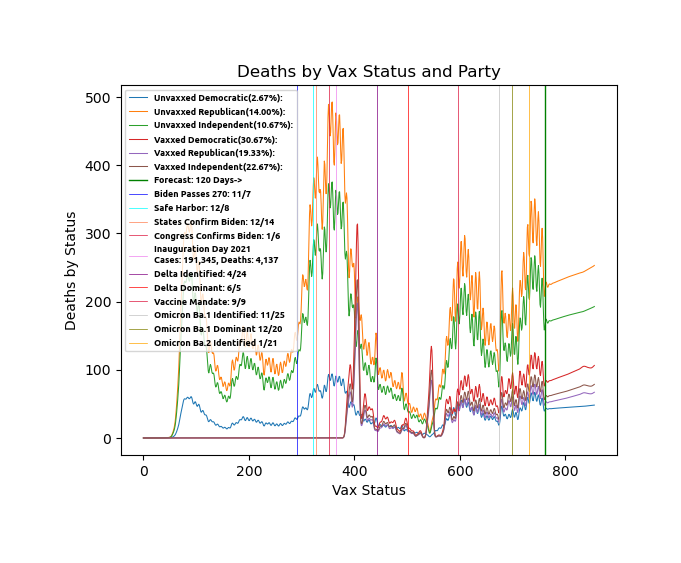 Deaths by Vax Status and Party
500
400
300
200
100
0
Deaths by Status
Unvaxxed Democratic(2.67%):
Unvaxxed Republican(14.00%):
Unvaxxed Independent(10.67%):
Vaxxed Democratic(30.67%):
Vaxxed Republican(19.33%):
Vaxxed Independent(22.67%):
Forecast: 120 Days->
Biden Passes 270: 11/7
Safe Harbor: 12/8
States Confirm Biden: 12/14
Congress Confirms Biden: 1/6
Inauguration Day 2021
Cases: 191,345, Deaths: 4,137
Delta Identified: 4/24
Delta Dominant: 6/5
Vaccine Mandate: 9/9
Omicron Ba.1 Identified: 11/25
Omicron Ba.1 Dominant 12/20
Omicron Ba.2 Identified 1/21
0 200 400 600 800
Vax Status